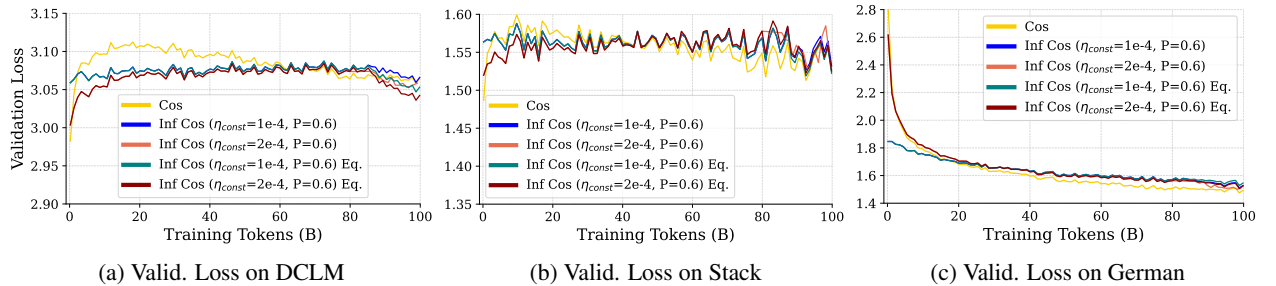 3.15
3.10
3.05
3.00
2.95
2.90
Validation Loss
Cos
Inf Cos (η_const=1e-4, P=0.6)
Inf Cos (η_const=2e-4, P=0.6)
Inf Cos (η_const=1e-4, P=0.6) Eq.
Inf Cos (η_const=2e-4, P=0.6) Eq.
0 20 40 60 80 100
Training Tokens (B)
(a) Valid. Loss on DCLM
1.60
1.55
1.50
1.45
1.40
1.35
Cos
Inf Cos (η_const=1e-4, P=0.6)
Inf Cos (η_const=2e-4, P=0.6)
Inf Cos (η_const=1e-4, P=0.6) Eq.
Inf Cos (η_const=2e-4, P=0.6) Eq.
0 20 40 60 80 100
Training Tokens (B)
(b) Valid. Loss on Stack
2.8
2.6
2.4
2.2
2.0
1.8
1.6
1.4
Cos
Inf Cos (η_const=1e-4, P=0.6)
Inf Cos (η_const=2e-4, P=0.6)
Inf Cos (η_const=1e-4, P=0.6) Eq.
Inf Cos (η_const=2e-4, P=0.6) Eq.
0 20 40 60 80 100
Training Tokens (B)
(c) Valid. Loss on German